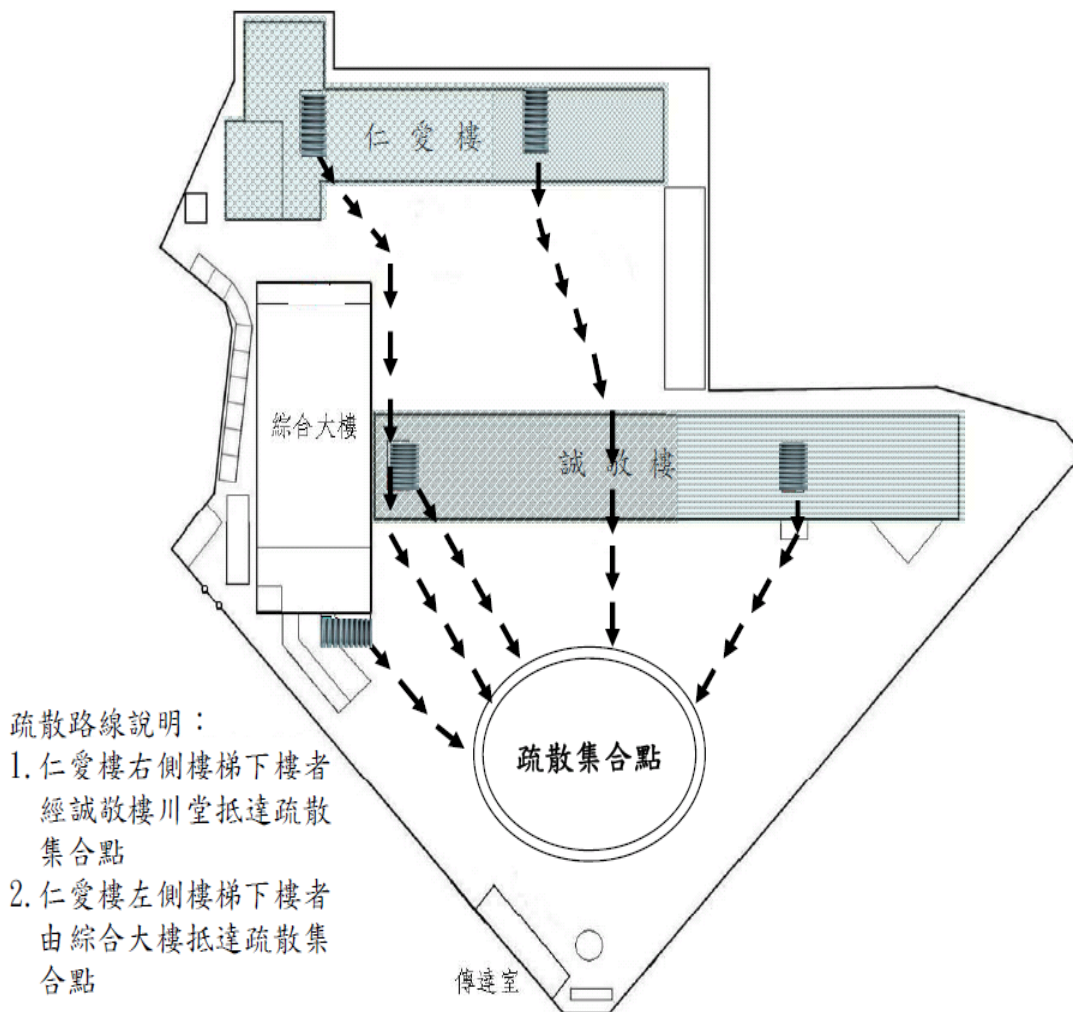 仁愛樓
綜合大樓
誠敬樓
疏散集合點
疏散路線說明：
1.仁愛樓右側樓梯下樓者
經誠敬樓川堂抵達疏散
集合點
2.仁愛樓左側樓梯下樓者
由綜合大樓抵達疏散集
合點
傳達室